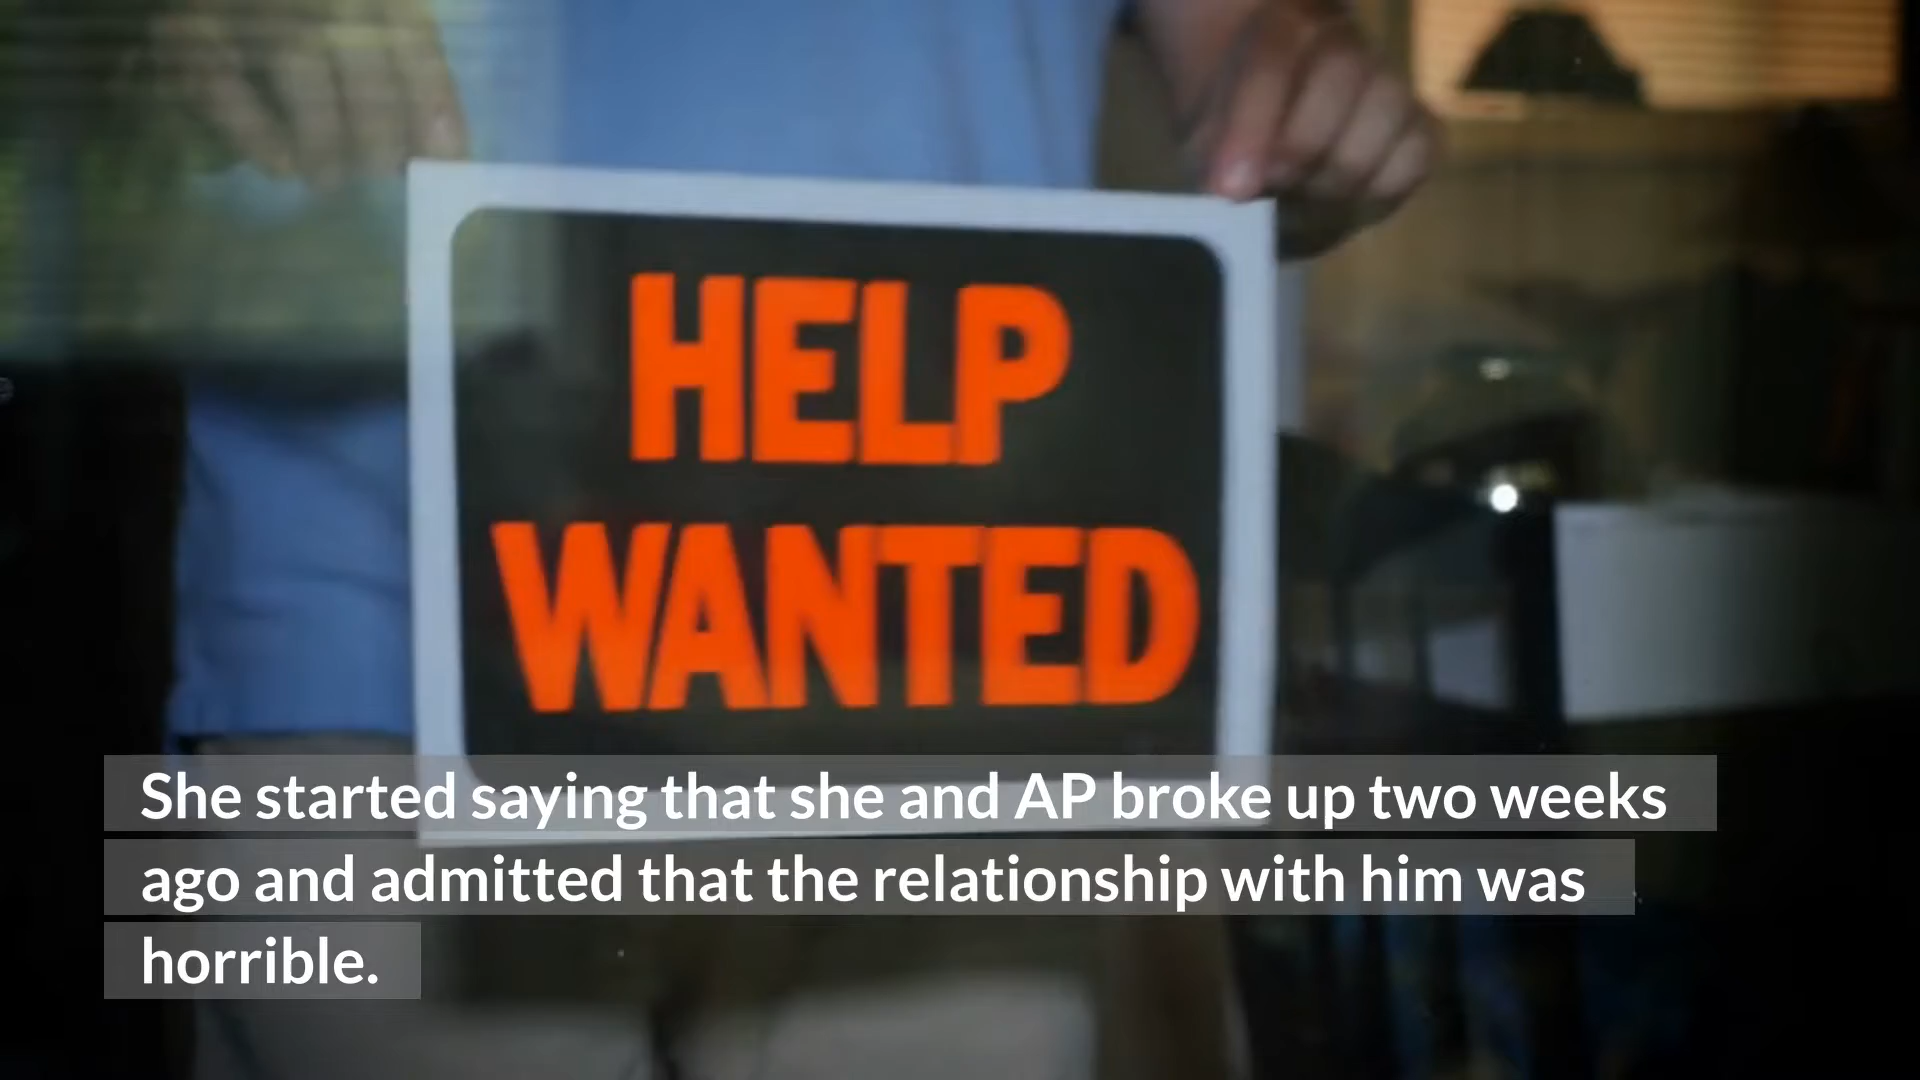 HELP
WANTED
She started saying that she and AP broke up two weeks
ago and admitted that the relationship with him was
horrible.